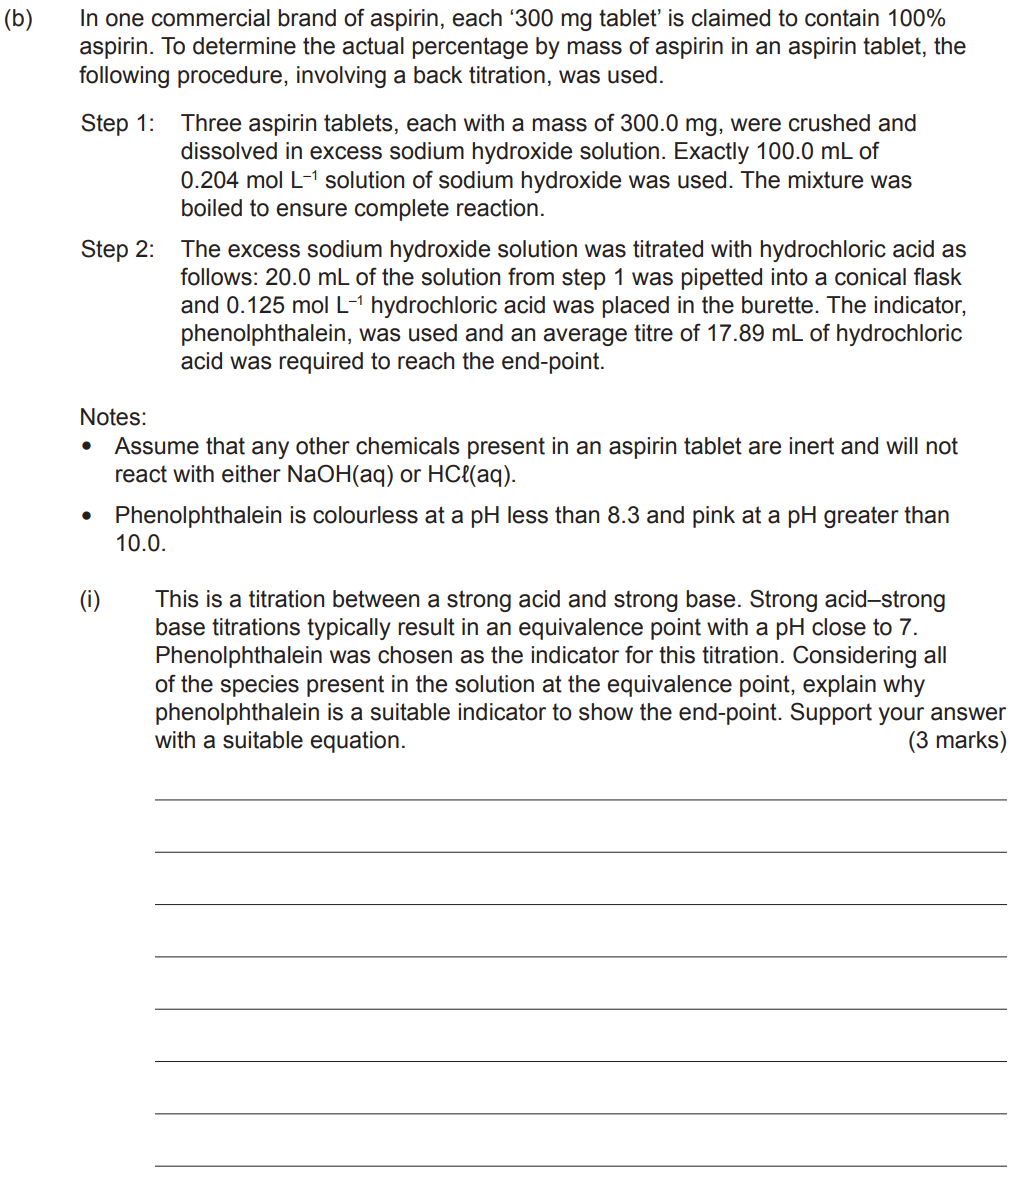 (b) In one commercial brand of aspirin, each ‘300 mg tablet’ is claimed to contain 100%
aspirin. To determine the actual percentage by mass of aspirin in an aspirin tablet, the
following procedure, involving a back titration, was used.
Step 1: Three aspirin tablets, each with a mass of 300.0 mg, were crushed and
dissolved in excess sodium hydroxide solution. Exactly 100.0 mL of
0.204 mol L⁻¹ solution of sodium hydroxide was used. The mixture was
boiled to ensure complete reaction.
Step 2: The excess sodium hydroxide solution was titrated with hydrochloric acid as
follows: 20.0 mL of the solution from step 1 was pipetted into a conical flask
and 0.125 mol L⁻¹ hydrochloric acid was placed in the burette. The indicator,
phenolphthalein, was used and an average titre of 17.89 mL of hydrochloric
acid was required to reach the end-point.
Notes:
• Assume that any other chemicals present in an aspirin tablet are inert and will not
react with either NaOH(aq) or HCℓ(aq).
• Phenolphthalein is colourless at a pH less than 8.3 and pink at a pH greater than
10.0.
(i) This is a titration between a strong acid and strong base. Strong acid–strong
base titrations typically result in an equivalence point with a pH close to 7.
Phenolphthalein was chosen as the indicator for this titration. Considering all
of the species present in the solution at the equivalence point, explain why
phenolphthalein is a suitable indicator to show the end-point. Support your answer
with a suitable equation. (3 marks)